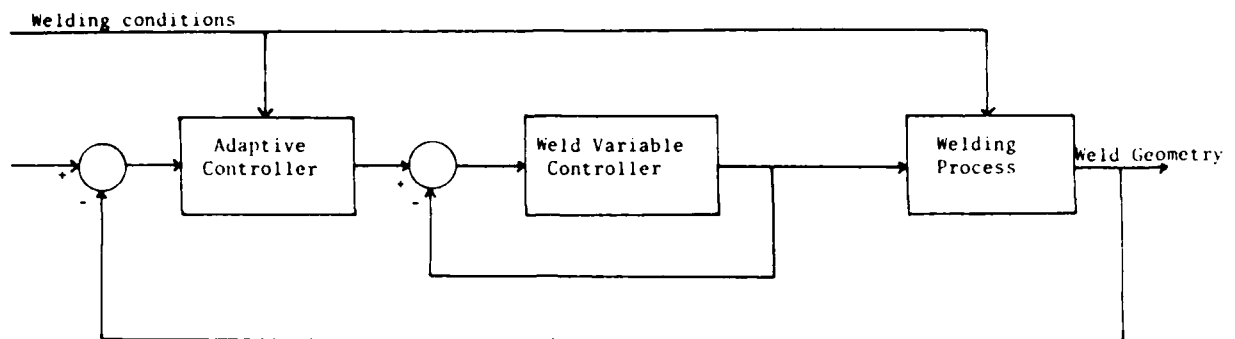 Welding conditions
Adaptive
Controller
Weld Variable
Controller
Welding
Process
Weld Geometry
+
-
+
-